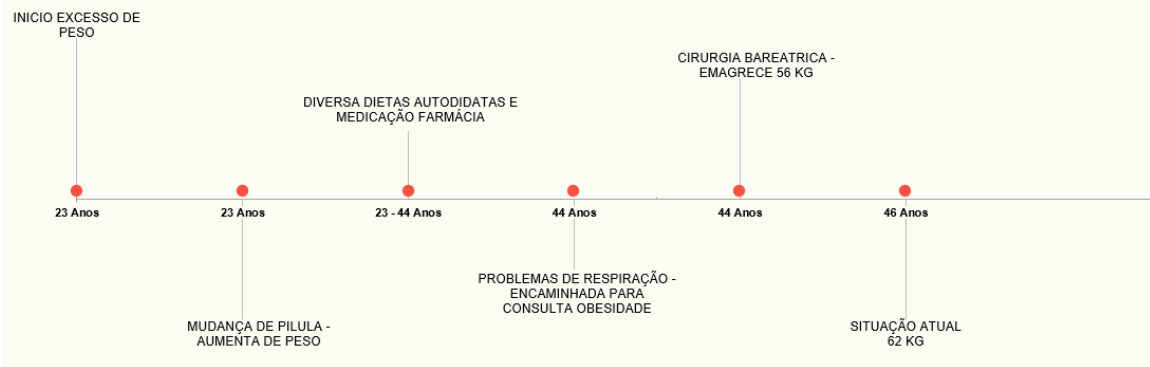 INICIO EXCESSO DE
PESO
23 Anos
23 Anos
MUDANÇA DE PILULA -
AUMENTA DE PESO
DIVERSA DIETAS AUTODIDATAS E
MEDICAÇÃO FARMÁCIA
23 - 44 Anos
44 Anos
PROBLEMAS DE RESPIRAÇÃO -
ENCAMINHADA PARA
CONSULTA OBESIDADE
CIRURGIA BAREATRICA -
EMAGRECE 56 KG
44 Anos
46 Anos
SITUAÇÃO ATUAL
62 KG